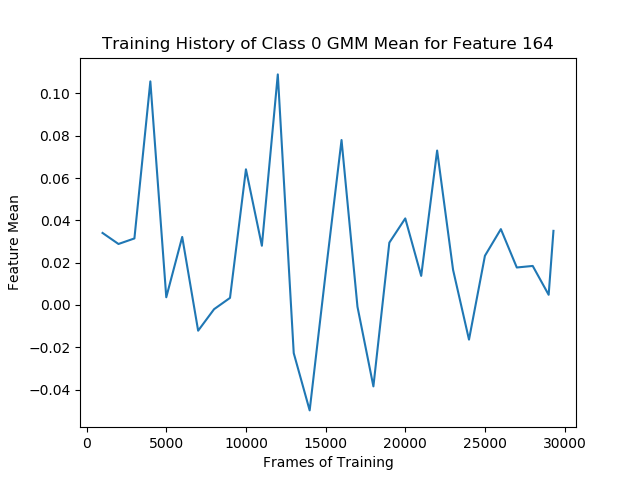 Training History of Class 0 GMM Mean for Feature 164
0.10
0.08
0.06
0.04
0.02
0.00
−0.02
−0.04
Feature Mean
0 5000 10000 15000 20000 25000 30000
Frames of Training